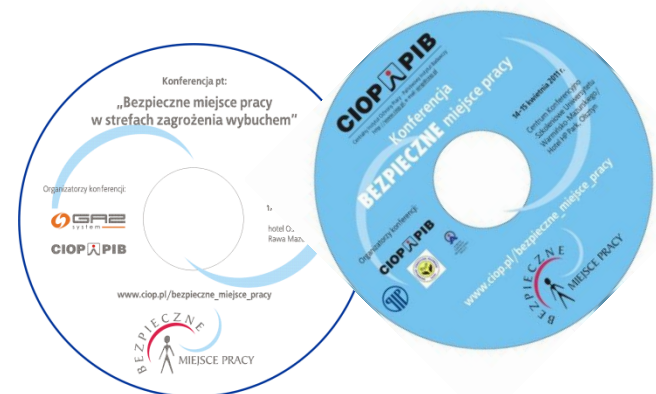 Konferencja pt:
„Bezpieczne miejsce pracy
w strefach zagrożenia wybuchem”
Organizatorzy konferencji:
GAZ
system
CIOP PIB
hotel
Rawa
www.ciop.pl/bezpieczne_miejsce_pracy
BEZPIECZNE
MIEJSCE PRACY
CIOP PIB
Konferencja
BEZPIECZNE miejsce pracy
14-15 kwietnia 2011 r.
Centrum Konferencyjno
Szkoleniowe Uniwersytetu
Warmińsko-Mazurskiego/
Hotel HP Park, Olsztyn
Organizatorzy konferencji:
CIOP PIB
www.ciop.pl/bezpieczne_miejsce_pracy
BEZPIECZNE
MIEJSCE PRACY